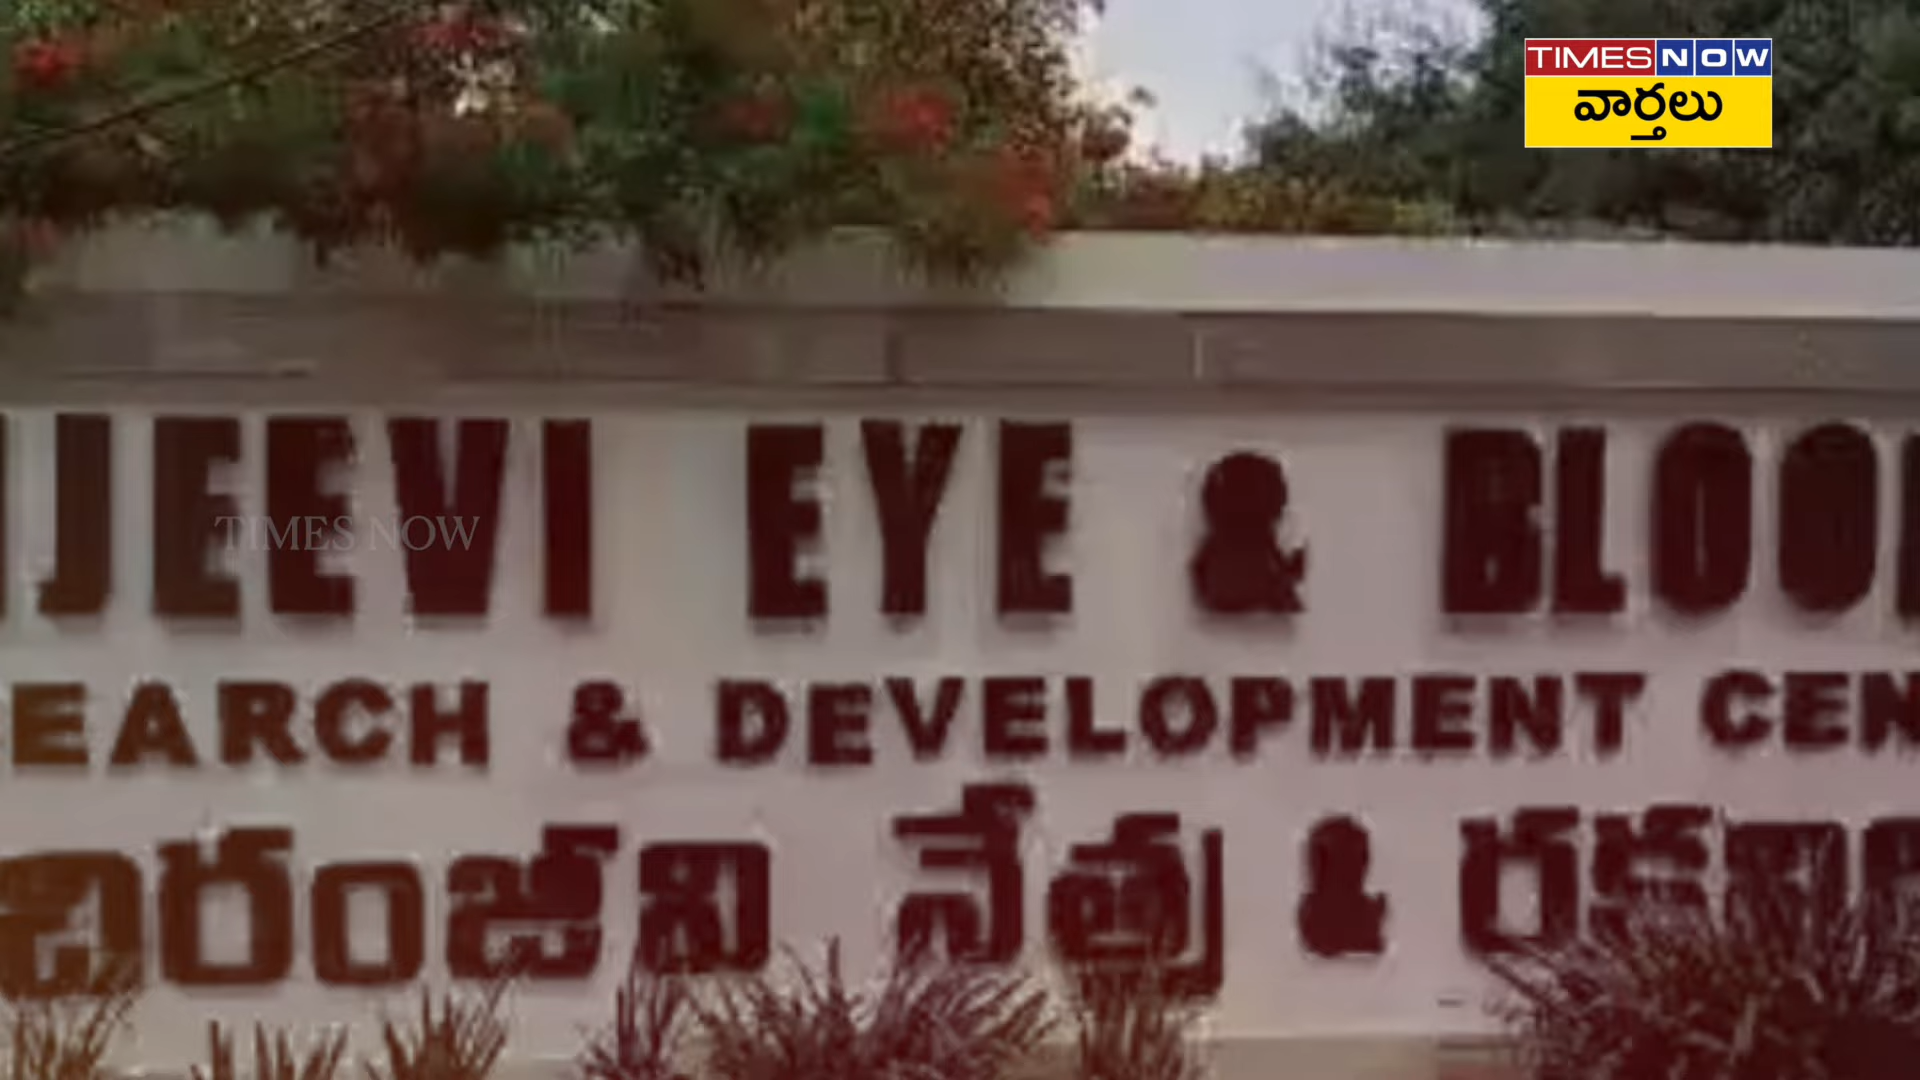 TIMES NOW
వార్తలు
JEEVI EYE & BLOO
TIMES NOW
EARCH & DEVELOPMENT CEN
చిరంజీవి నేత్ర &